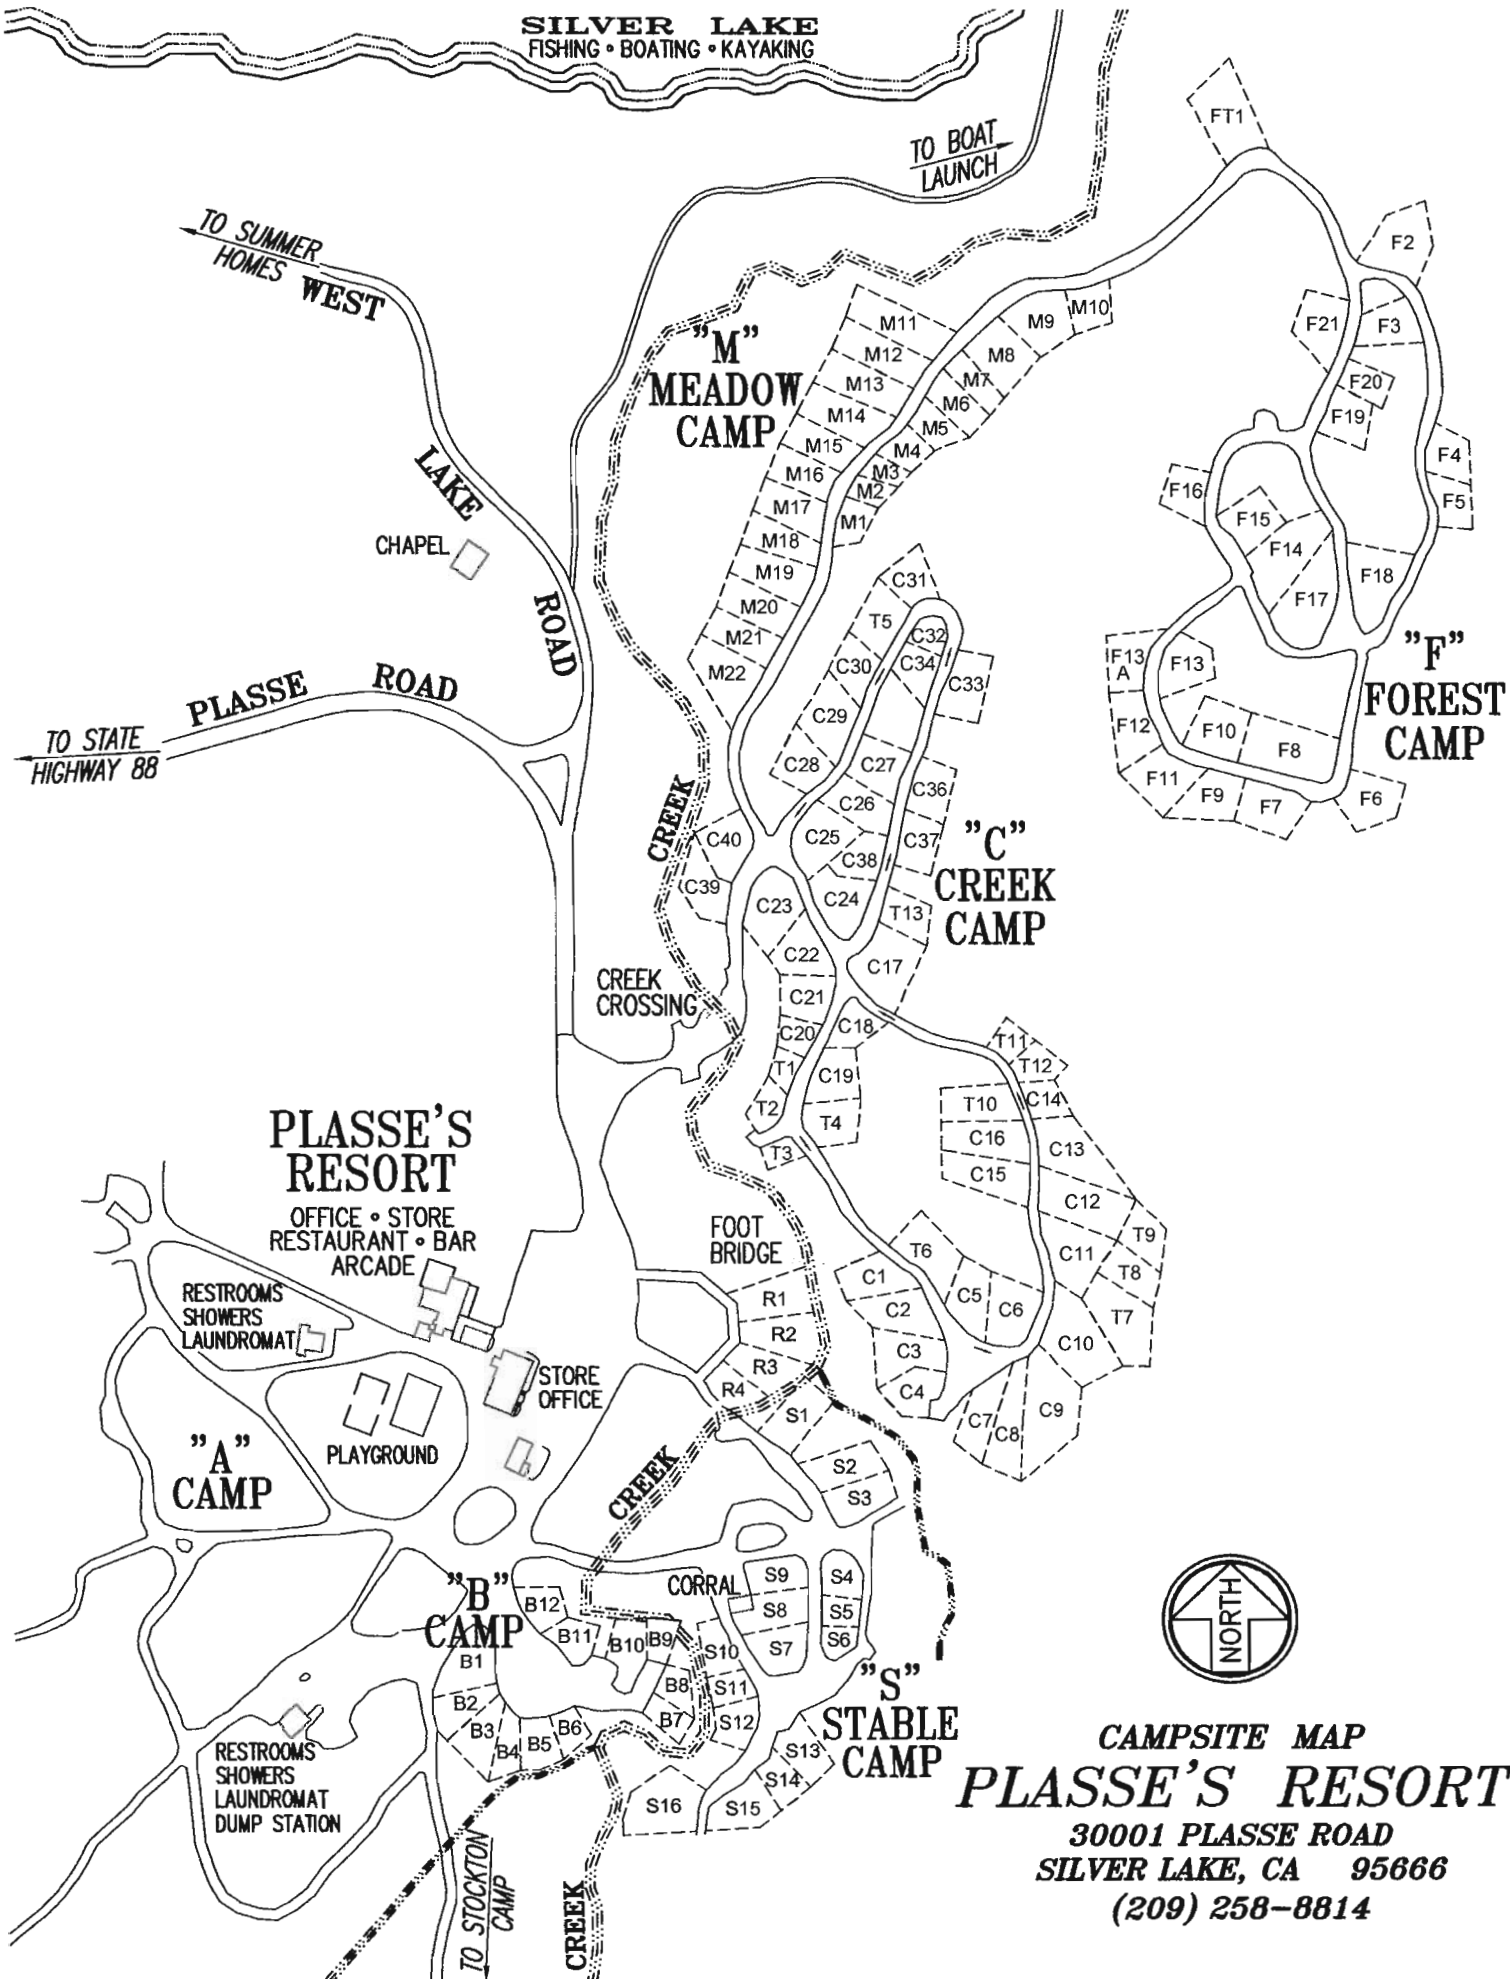 SILVER LAKE
FISHING • BOATING • KAYAKING
TO BOAT
LAUNCH
TO SUMMER
HOMES
WEST
LAKE
ROAD
CHAPEL
PLASSE ROAD
TO STATE
HIGHWAY 88
"M"
MEADOW
CAMP
M11
M12
M13
M14
M15
M16
M17
M18
M19
M20
M21
M22
M10
M9
M8
M7
M6
M5
M4
M3
M2
M1
FT1
F2
F21
F3
F20
F19
F4
F5
F16
F15
F14
F17
F18
F13
A
F13
F12
F11
F10
F9
F8
F7
F6
"F"
FOREST
CAMP
C31
T5
C32
C30
C34
C33
C29
C28
C27
C26
C36
C25
C37
C38
C40
C39
C24
C23
T13
C22
C17
C21
C20
C18
T1
C19
T2
T4
T3
"C"
CREEK
CAMP
CREEK
CREEK
CROSSING
T11
T12
T10
C14
C16
C13
C15
C12
T9
C11
T8
T7
T6
C1
C2
C5
C6
C3
C10
C4
C7
C8
C9
PLASSE'S
RESORT
OFFICE • STORE
RESTAURANT • BAR
ARCADE
RESTROOMS
SHOWERS
LAUNDROMAT
STORE
OFFICE
PLAYGROUND
"A"
CAMP
FOOT
BRIDGE
R1
R2
R3
R4
S1
S2
S3
CREEK
CORRAL
S9
S8
S7
S4
S5
S6
S10
S11
S12
S13
S14
S15
S16
"S"
STABLE
CAMP
"B"
CAMP
B12
B11
B10
B9
B8
B7
B1
B2
B3
B4
B5
B6
RESTROOMS
SHOWERS
LAUNDROMAT
DUMP STATION
TO STOCKTON
CAMP
CREEK
NORTH
CAMPSITE MAP
PLASSE'S RESORT
30001 PLASSE ROAD
SILVER LAKE, CA 95666
(209) 258-8814